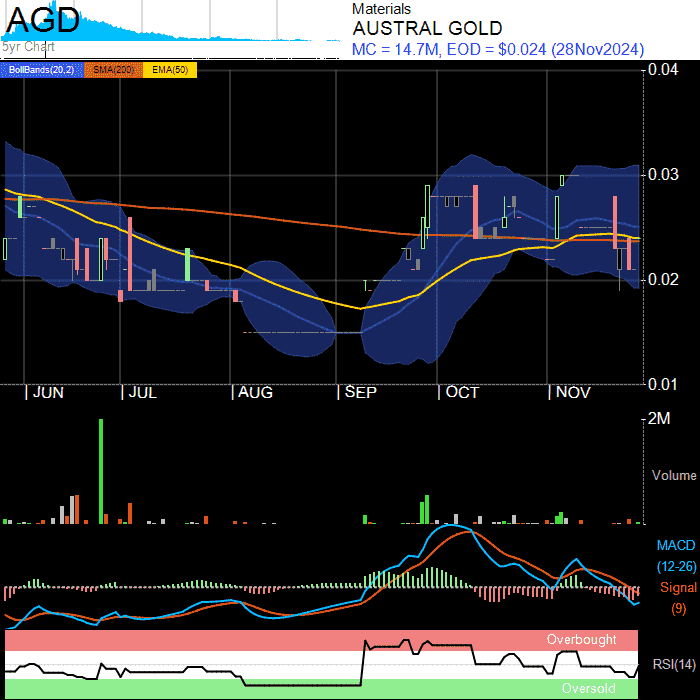 AGD
5yr Chart
Materials
AUSTRAL GOLD
MC = 14.7M, EOD = $0.024 (28Nov2024)
BollBands(20,2) SMA(200) EMA(50)
0.04
0.03
0.02
0.01
JUN JUL AUG SEP OCT NOV
2M
Volume
MACD
(12-26)
Signal
(9)
Overbought
RSI(14)
Oversold